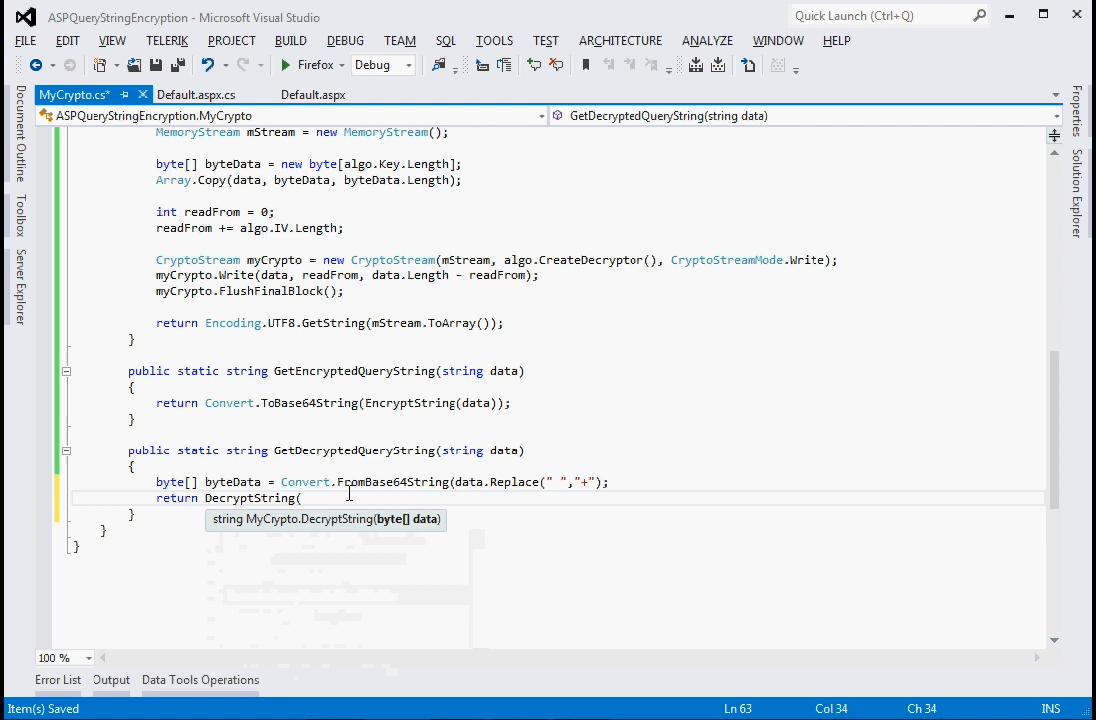 ASPQueryStringEncryption - Microsoft Visual Studio
Quick Launch (Ctrl+Q)
FILE EDIT VIEW TELERIK PROJECT BUILD DEBUG TEAM SQL TOOLS TEST ARCHITECTURE ANALYZE WINDOW HELP
Firefox Debug
MyCrypto.cs* Default.aspx.cs Default.aspx
ASPQueryStringEncryption.MyCrypto GetDecryptedQueryString(string data)
Document Outline
Toolbox
Server Explorer
Properties
Solution Explorer
MemoryStream mStream = new MemoryStream();
byte[] byteData = new byte[algo.Key.Length];
Array.Copy(data, byteData, byteData.Length);
int readFrom = 0;
readFrom += algo.IV.Length;
CryptoStream myCrypto = new CryptoStream(mStream, algo.CreateDecryptor(), CryptoStreamMode.Write);
myCrypto.Write(data, readFrom, data.Length - readFrom);
myCrypto.FlushFinalBlock();
return Encoding.UTF8.GetString(mStream.ToArray());
}
public static string GetEncryptedQueryString(string data)
{
return Convert.ToBase64String(EncryptString(data));
}
public static string GetDecryptedQueryString(string data)
{
byte[] byteData = Convert.FromBase64String(data.Replace(" ","+");
return DecryptString(
}
string MyCrypto.DecryptString(byte[] data)
}
}
100 %
Error List Output Data Tools Operations
Item(s) Saved Ln 63 Col 34 Ch 34 INS